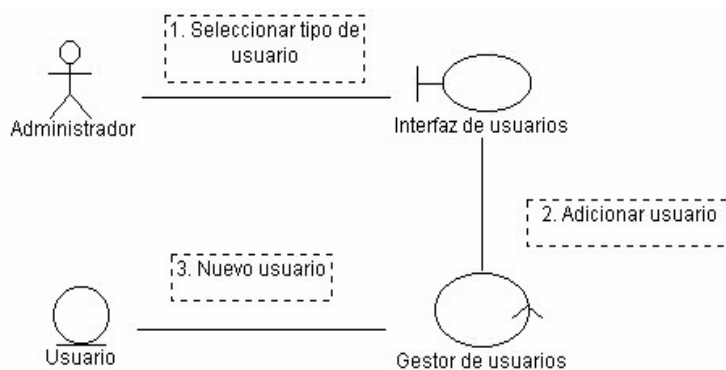 1. Seleccionar tipo de
usuario
Administrador
Interfaz de usuarios
2. Adicionar usuario
3. Nuevo usuario
Usuario
Gestor de usuarios